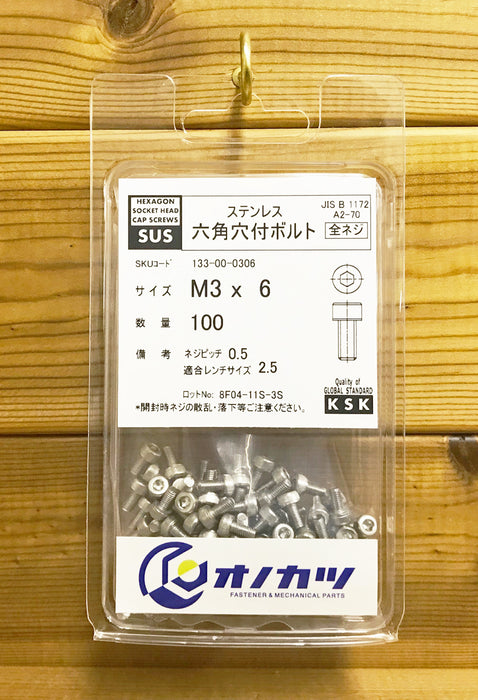 HEXAGON
SOCKET HEAD
CAP SCREWS
SUS
ステンレス
六角穴付ボルト
JIS B 1172
A2-70
全ネジ
SKUコード 133-00-0306
サイズ M3 x 6
数量 100
備考 ネジピッチ 0.5
適合レンチサイズ 2.5
ロットNo: 8F04-11S-3S
*開封時ネジの散乱・落下等ご注意ください。
Quality of
GLOBAL STANDARD
KSK
オノカツ
FASTENER & MECHANICAL PARTS